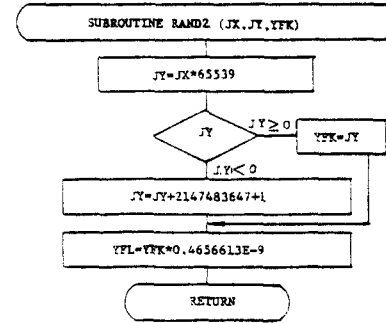 SUBROUTINE RAND2 (JX,JY,YFK)
JY=JX*65539
JY
JY≥0
YFK=JY
JY<0
JY=JY+2147483647+1
YFL=YFK*0.4656613E-9
RETURN